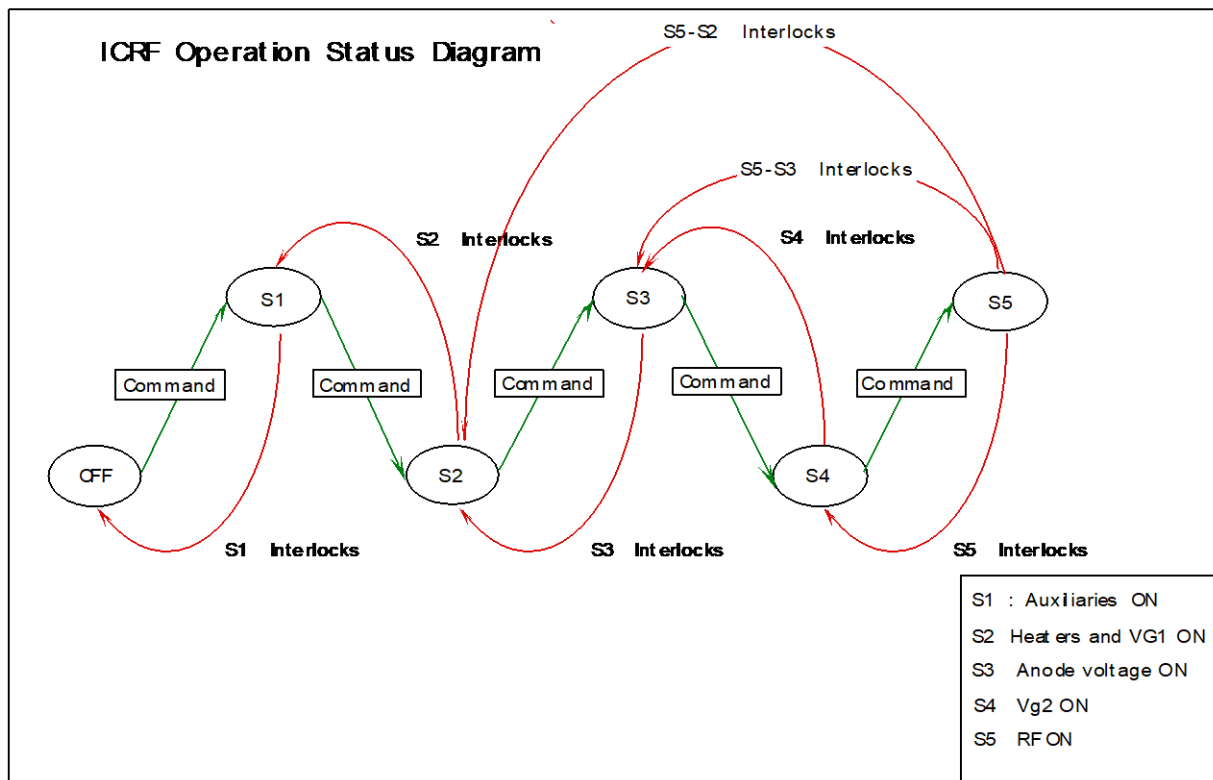 ICRF Operation Status Diagram
S5-S2 Interlocks
S5-S3 Interlocks
S2 Interlocks
S4 Interlocks
S1
S3
S5
Command
Command
Command
Command
Command
OFF
S2
S4
S1 Interlocks
S3 Interlocks
S5 Interlocks
S1 : Auxiliaries ON
S2 Heaters and VG1 ON
S3 Anode voltage ON
S4 Vg2 ON
S5 RF ON